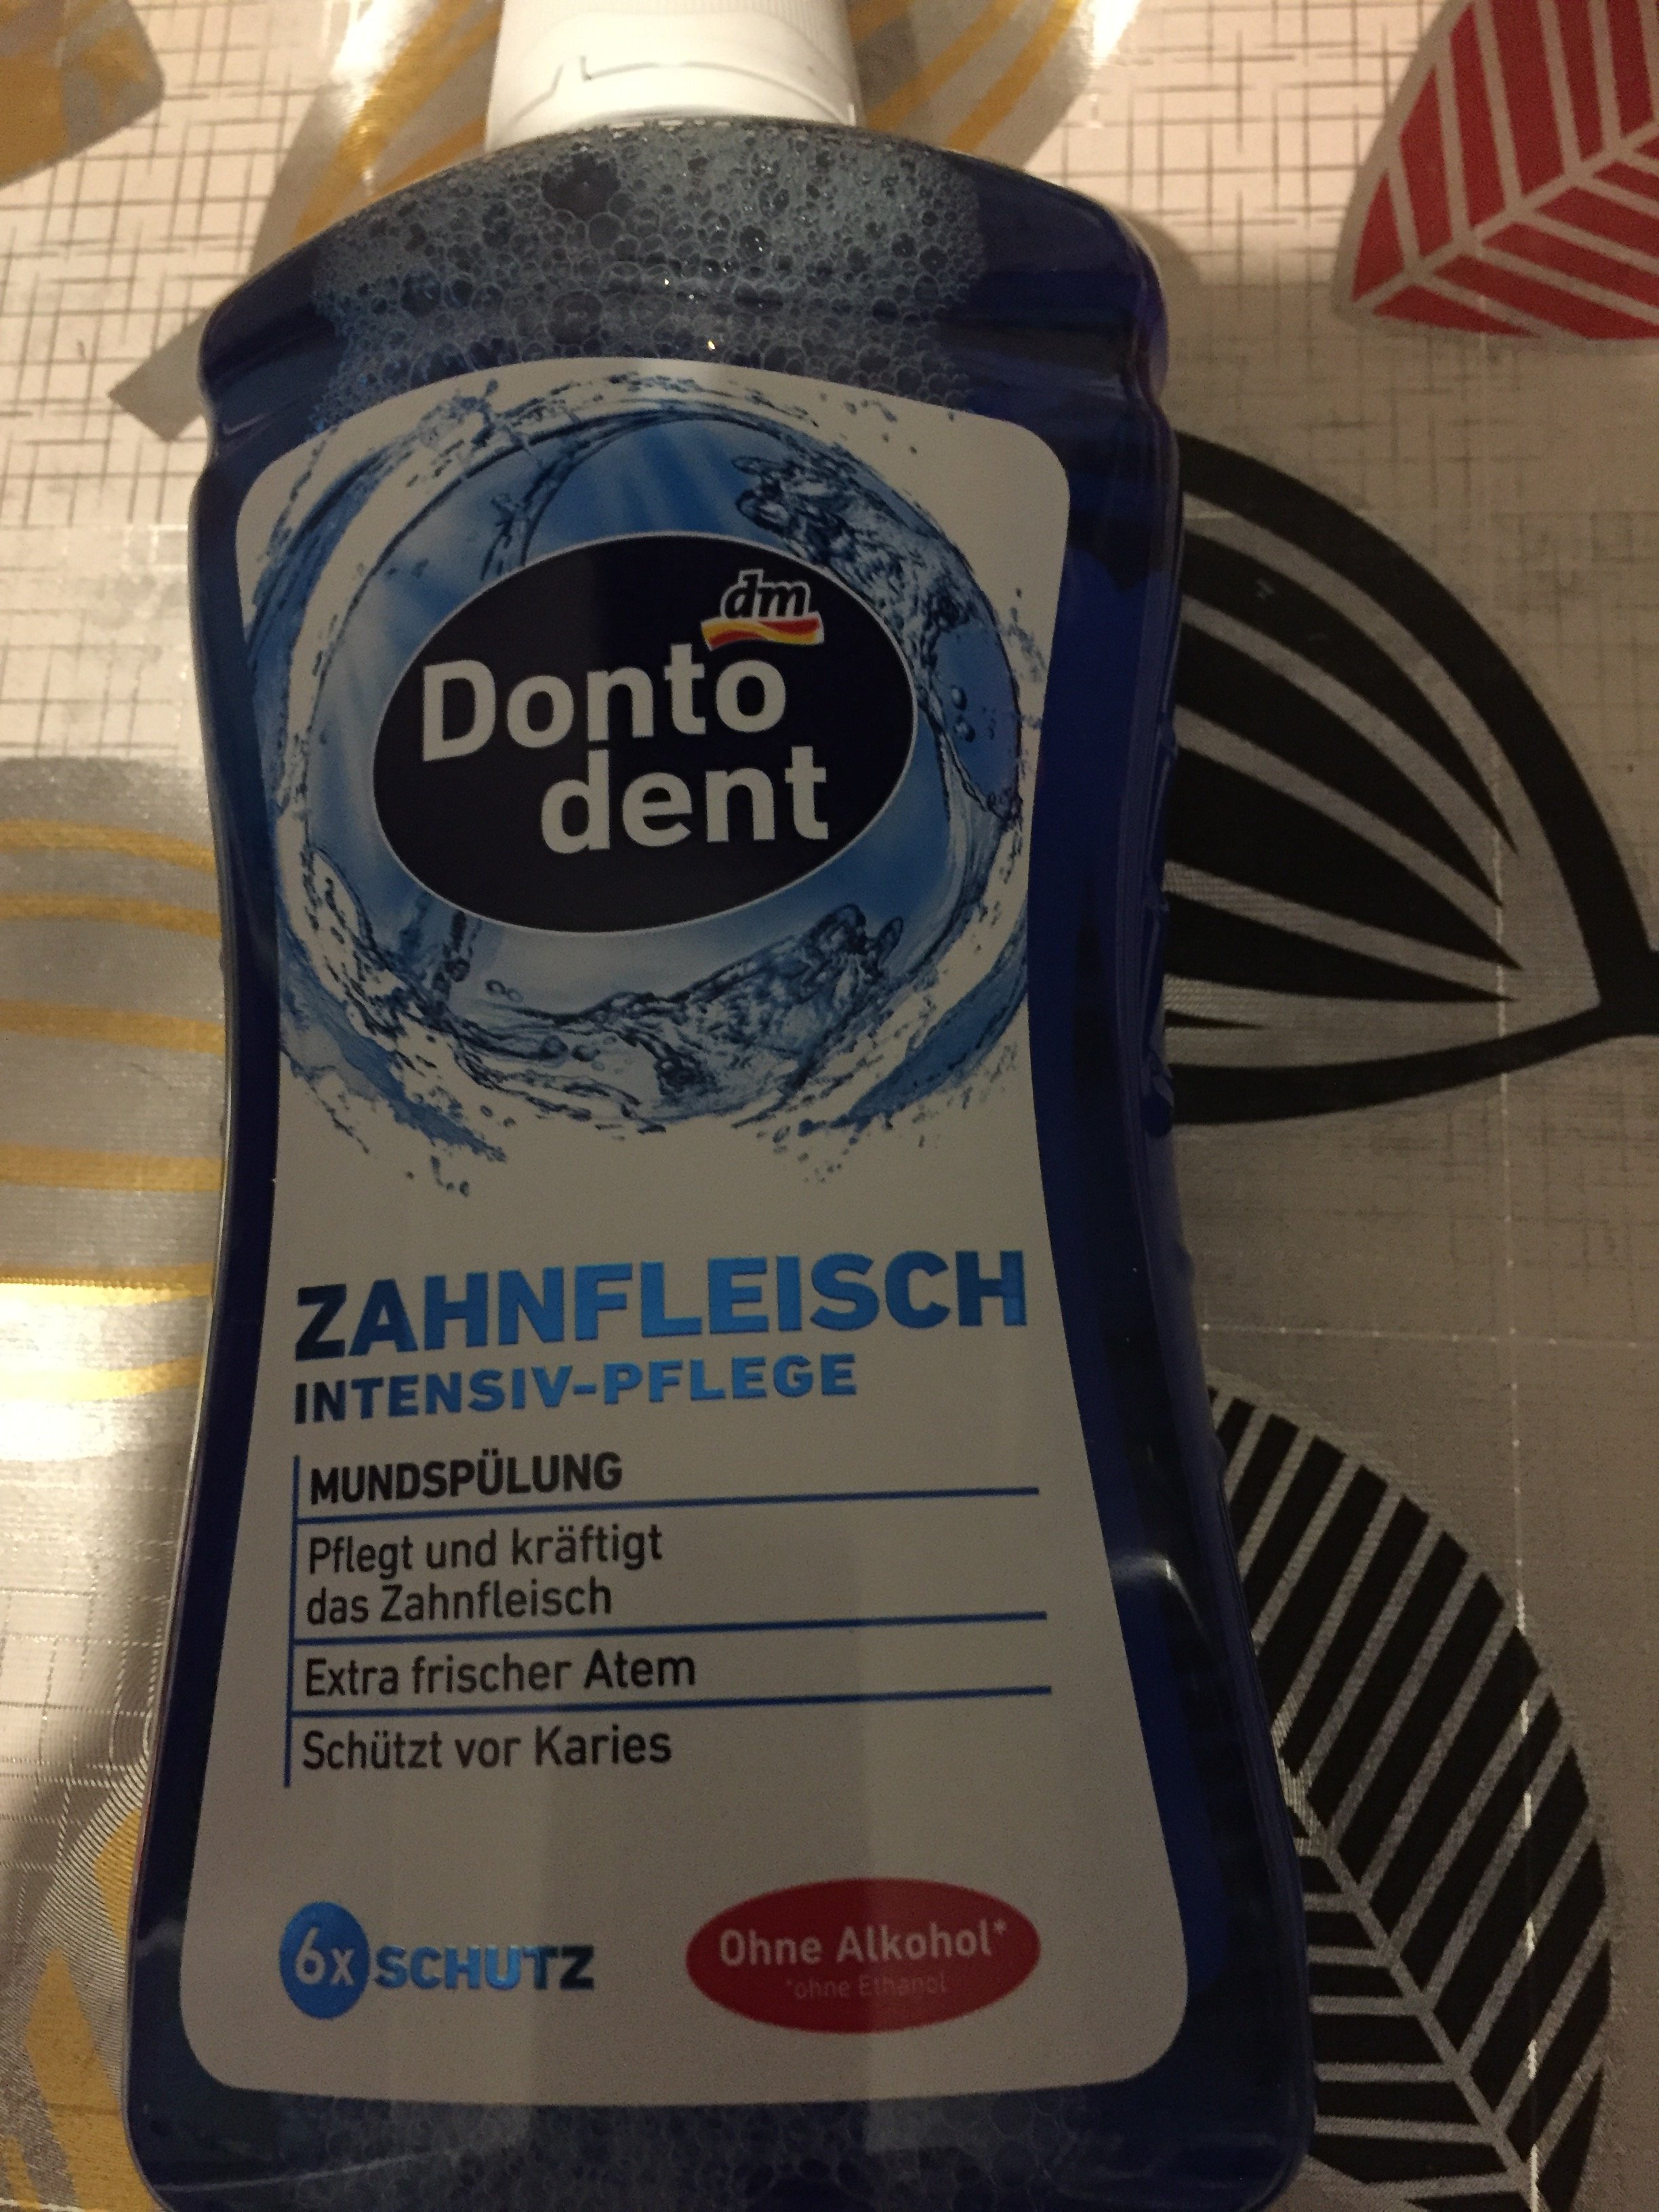 dm
Donto
dent
ZAHNFLEISCH
INTENSIV-PFLEGE
MUNDSPÜLUNG
Pflegt und kräftigt
das Zahnfleisch
Extra frischer Atem
Schützt vor Karies
6x SCHUTZ
Ohne Alkohol*
*ohne Ethanol